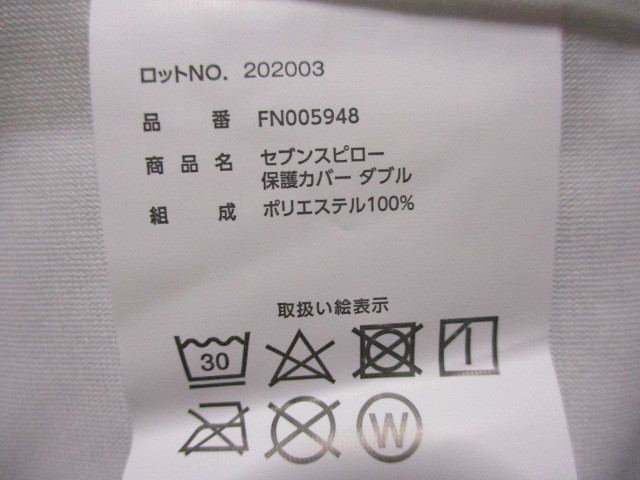 ロットNO. 202003
品番 FN005948
商品名 セブンスピロー
保護カバー ダブル
組成 ポリエステル100%
取扱い絵表示
30
W